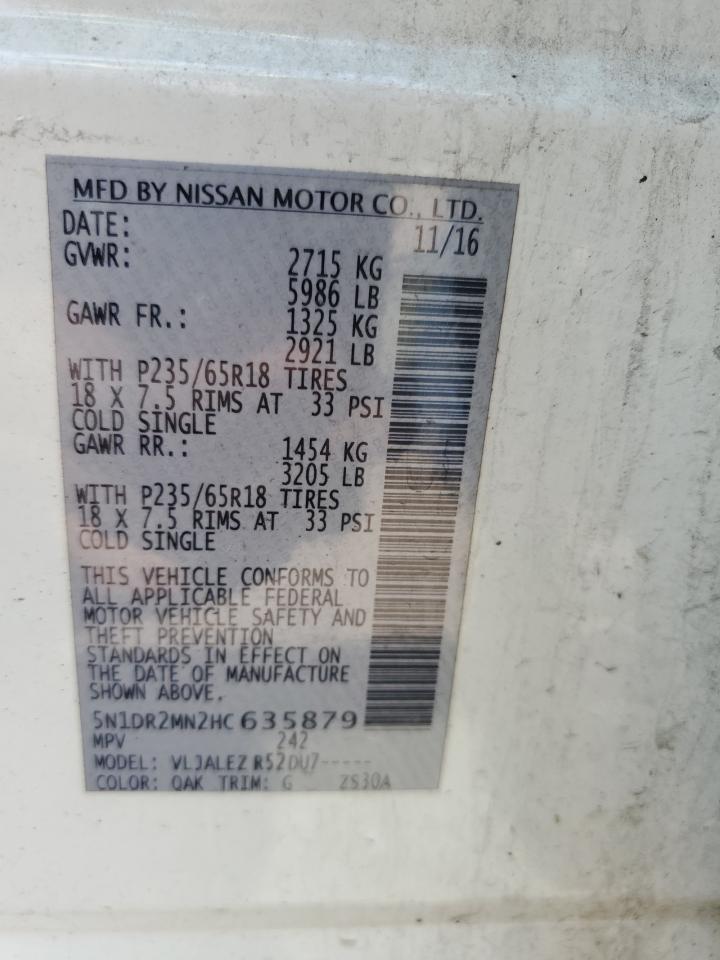 MFD BY NISSAN MOTOR CO., LTD.
DATE: 11/16
GVWR: 2715 KG
5986 LB
GAWR FR.: 1325 KG
2921 LB
WITH P235/65R18 TIRES
18 X 7.5 RIMS AT 33 PSI
COLD SINGLE
GAWR RR.: 1454 KG
3205 LB
WITH P235/65R18 TIRES
18 X 7.5 RIMS AT 33 PSI
COLD SINGLE
THIS VEHICLE CONFORMS TO
ALL APPLICABLE FEDERAL
MOTOR VEHICLE SAFETY AND
THEFT PREVENTION
STANDARDS IN EFFECT ON
THE DATE OF MANUFACTURE
SHOWN ABOVE.
5N1DR2MN2HC635879
MPV 242
MODEL: VLJALEZ R52DU7-----
COLOR: QAK TRIM: G ZS30A